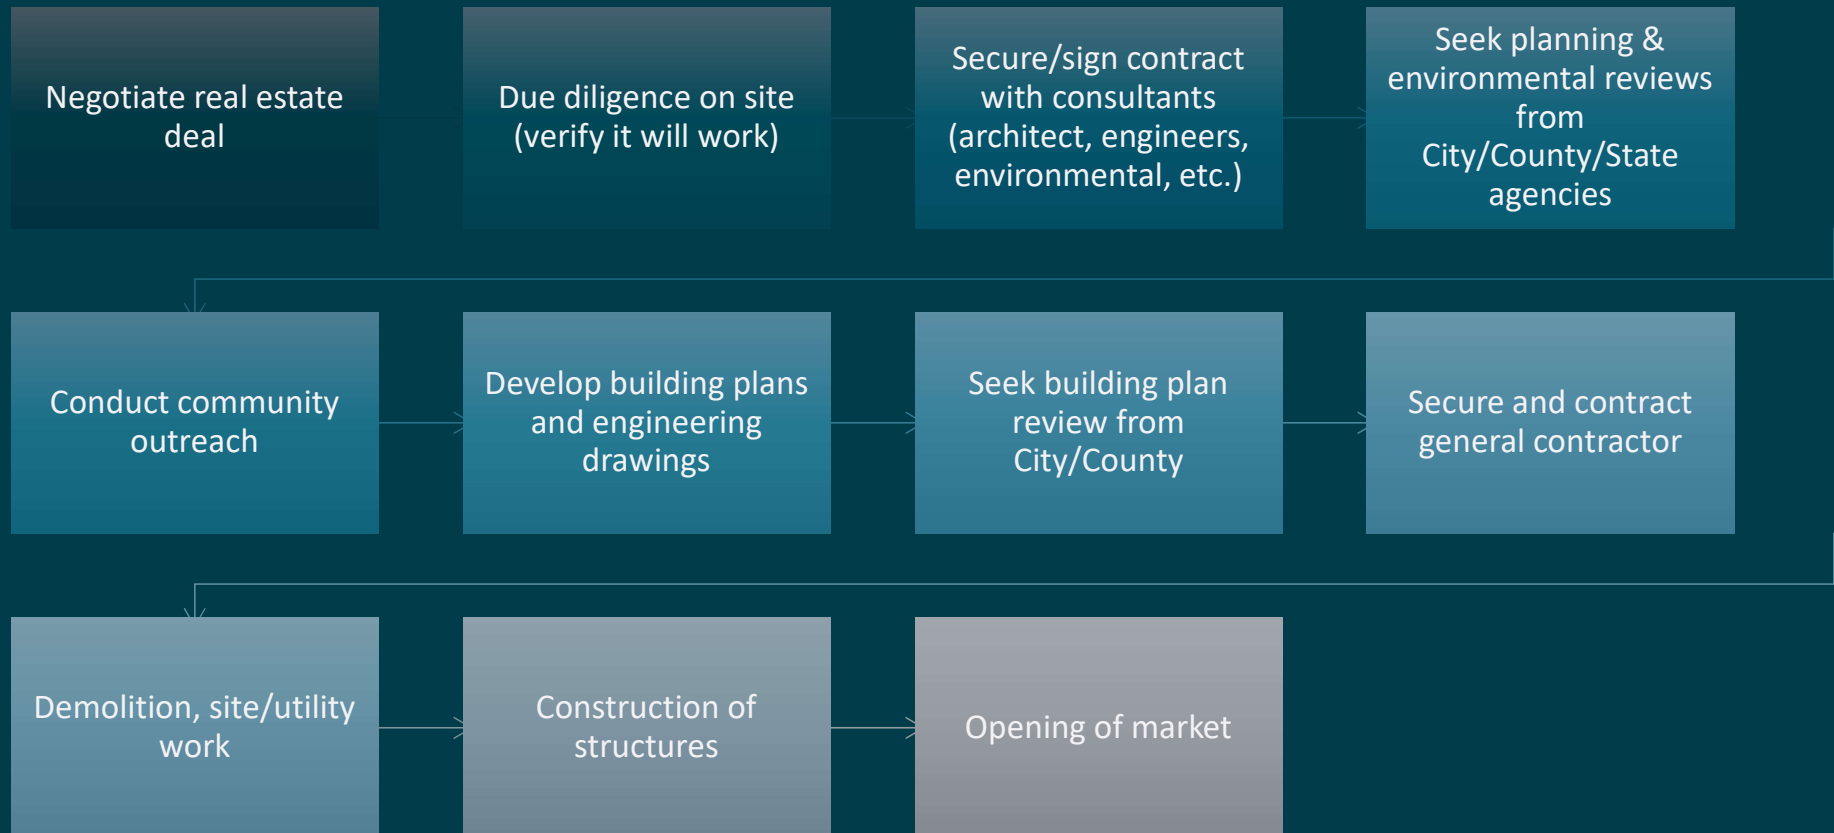 Negotiate real estate
deal
Due diligence on site
(verify it will work)
Secure/sign contract
with consultants
(architect, engineers,
environmental, etc.)
Seek planning &
environmental reviews
from
City/County/State
agencies
Conduct community
outreach
Develop building plans
and engineering
drawings
Seek building plan
review from
City/County
Secure and contract
general contractor
Demolition, site/utility
work
Construction of
structures
Opening of market